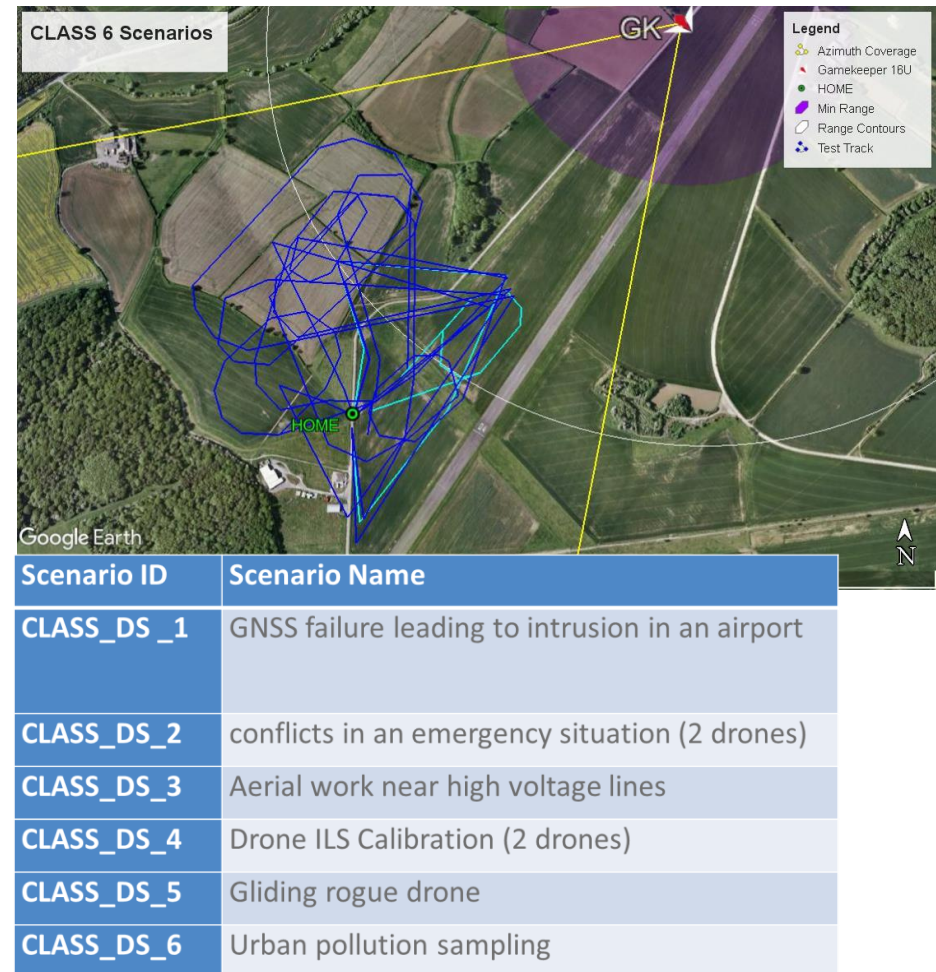 CLASS 6 Scenarios
GK
Legend
Azimuth Coverage
Gamekeeper 16U
HOME
Min Range
Range Contours
Test Track
HOME
Google Earth
N
Scenario ID Scenario Name
CLASS_DS _1 GNSS failure leading to intrusion in an airport
CLASS_DS_2 conflicts in an emergency situation (2 drones)
CLASS_DS_3 Aerial work near high voltage lines
CLASS_DS_4 Drone ILS Calibration (2 drones)
CLASS_DS_5 Gliding rogue drone
CLASS_DS_6 Urban pollution sampling